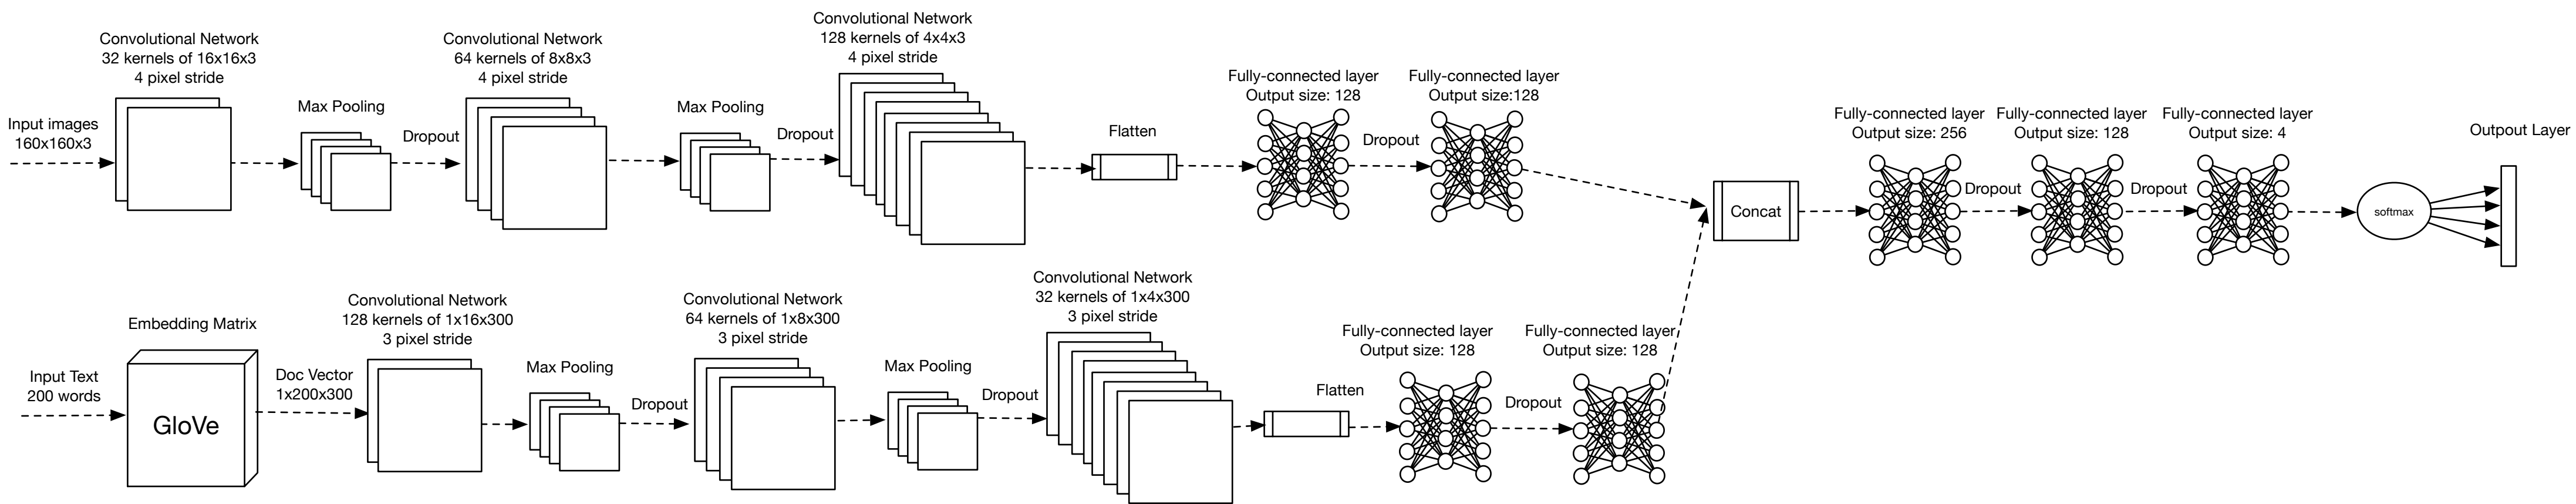 Input images
160x160x3
Convolutional Network
32 kernels of 16x16x3
4 pixel stride
Max Pooling
Dropout
Convolutional Network
64 kernels of 8x8x3
4 pixel stride
Max Pooling
Dropout
Convolutional Network
128 kernels of 4x4x3
4 pixel stride
Flatten
Fully-connected layer
Output size: 128
Dropout
Fully-connected layer
Output size:128
Input Text
200 words
Embedding Matrix
GloVe
Doc Vector
1x200x300
Convolutional Network
128 kernels of 1x16x300
3 pixel stride
Max Pooling
Dropout
Convolutional Network
64 kernels of 1x8x300
3 pixel stride
Max Pooling
Dropout
Convolutional Network
32 kernels of 1x4x300
3 pixel stride
Flatten
Fully-connected layer
Output size: 128
Dropout
Fully-connected layer
Output size: 128
Concat
Fully-connected layer
Output size: 256
Dropout
Fully-connected layer
Output size: 128
Dropout
Fully-connected layer
Output size: 4
softmax
Otuput Layer